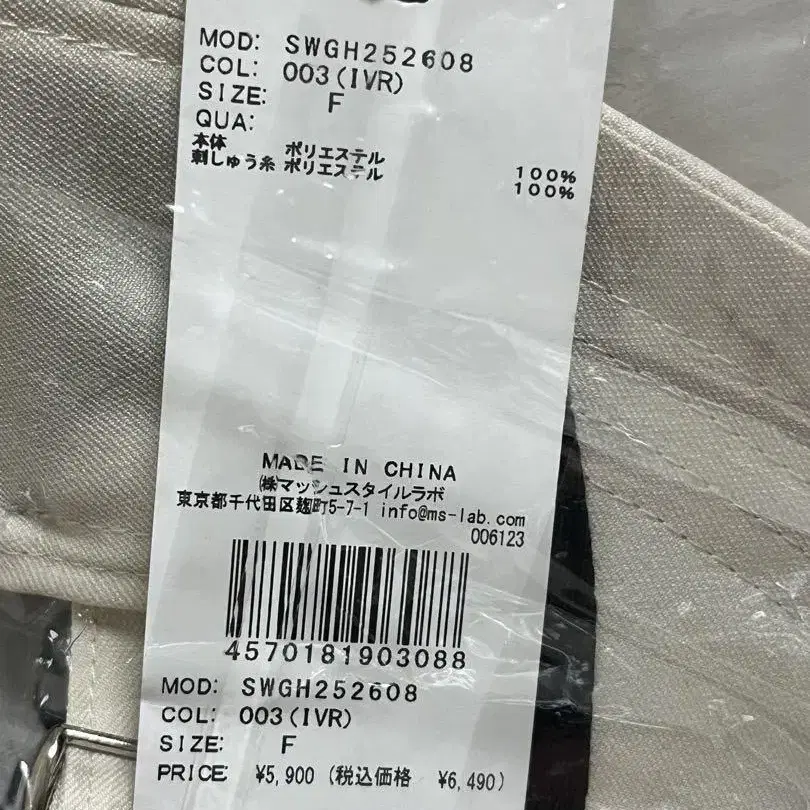 MOD: SWGH252608
COL: 003(IVR)
SIZE: F
QUA:
本体 ポリエステル 100%
刺しゅう糸 ポリエステル 100%
MADE IN CHINA
㈱マッシュスタイルラボ
東京都千代田区麹町5-7-1 info@ms-lab.com
006123
4570181903088
MOD: SWGH252608
COL: 003(IVR)
SIZE: F
PRICE: ¥5,900 (税込価格 ¥6,490)